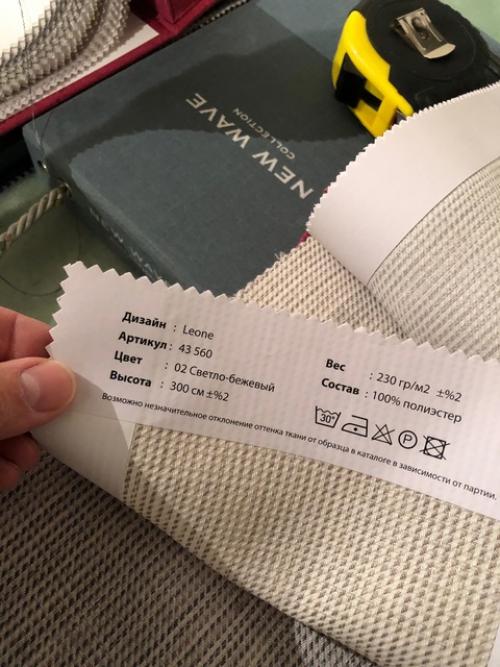 NEW WAVE
COLLECTION
Дизайн : Leone
Артикул : 43 560
Цвет : 02 Светло-бежевый
Высота : 300 см ±%2
Вес : 230 гр/м2 ±%2
Состав : 100% полиэстер
30°
P
Возможно незначительное отклонение оттенка ткани от образца в каталоге в зависимости от партии.